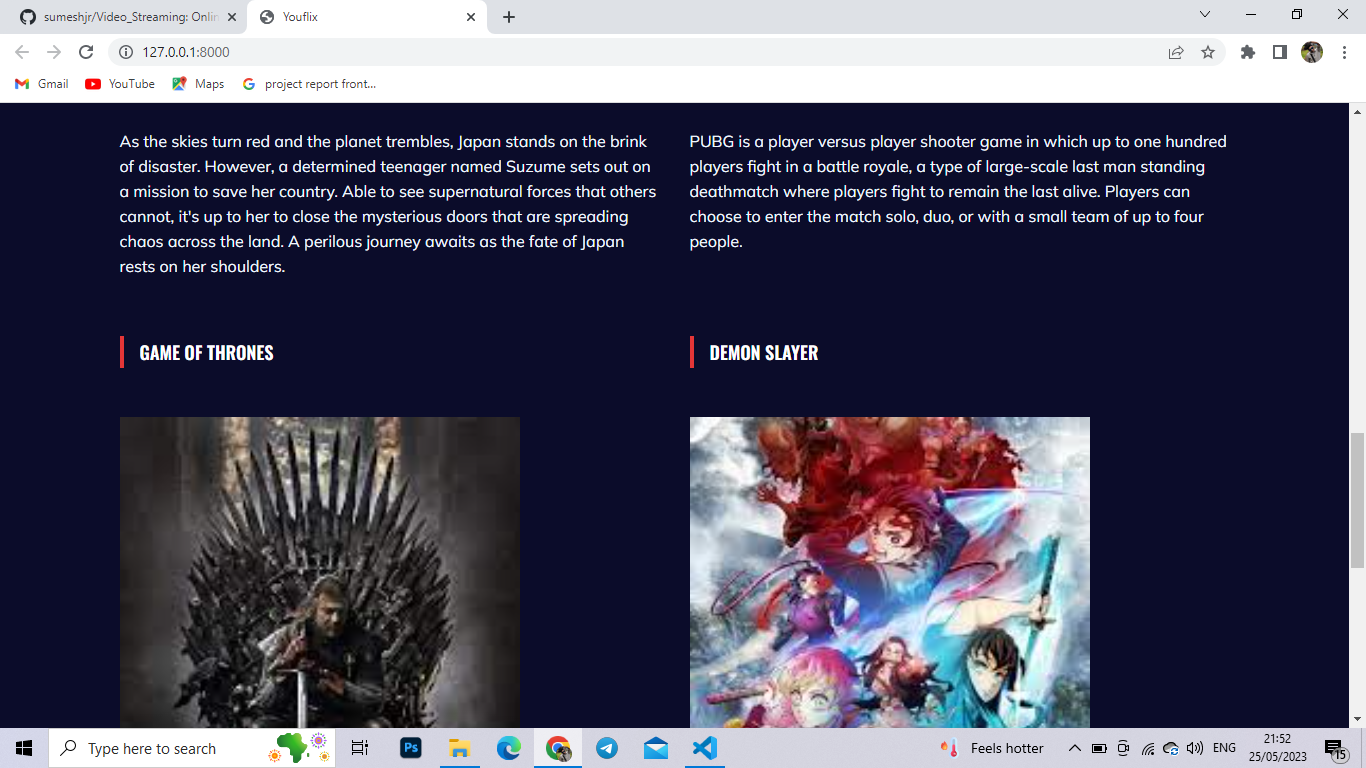 sumeshjr/Video_Streaming: Onlin
Youflix
127.0.0.1:8000
Gmail
YouTube
Maps
project report front...
As the skies turn red and the planet trembles, Japan stands on the brink
of disaster. However, a determined teenager named Suzume sets out on
a mission to save her country. Able to see supernatural forces that others
cannot, it's up to her to close the mysterious doors that are spreading
chaos across the land. A perilous journey awaits as the fate of Japan
rests on her shoulders.
PUBG is a player versus player shooter game in which up to one hundred
players fight in a battle royale, a type of large-scale last man standing
deathmatch where players fight to remain the last alive. Players can
choose to enter the match solo, duo, or with a small team of up to four
people.
GAME OF THRONES
DEMON SLAYER
Type here to search
Ps
Feels hotter
ENG
21:52
25/05/2023
15